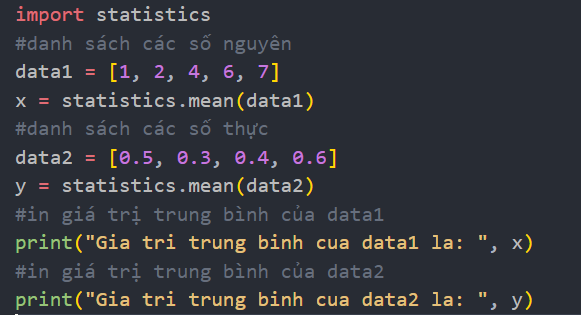 import statistics
#danh sách các số nguyên
data1 = [1, 2, 4, 6, 7]
x = statistics.mean(data1)
#danh sách các số thực
data2 = [0.5, 0.3, 0.4, 0.6]
y = statistics.mean(data2)
#in giá trị trung bình của data1
print("Gia tri trung binh cua data1 la: ", x)
#in giá trị trung bình của data2
print("Gia tri trung binh cua data2 la: ", y)